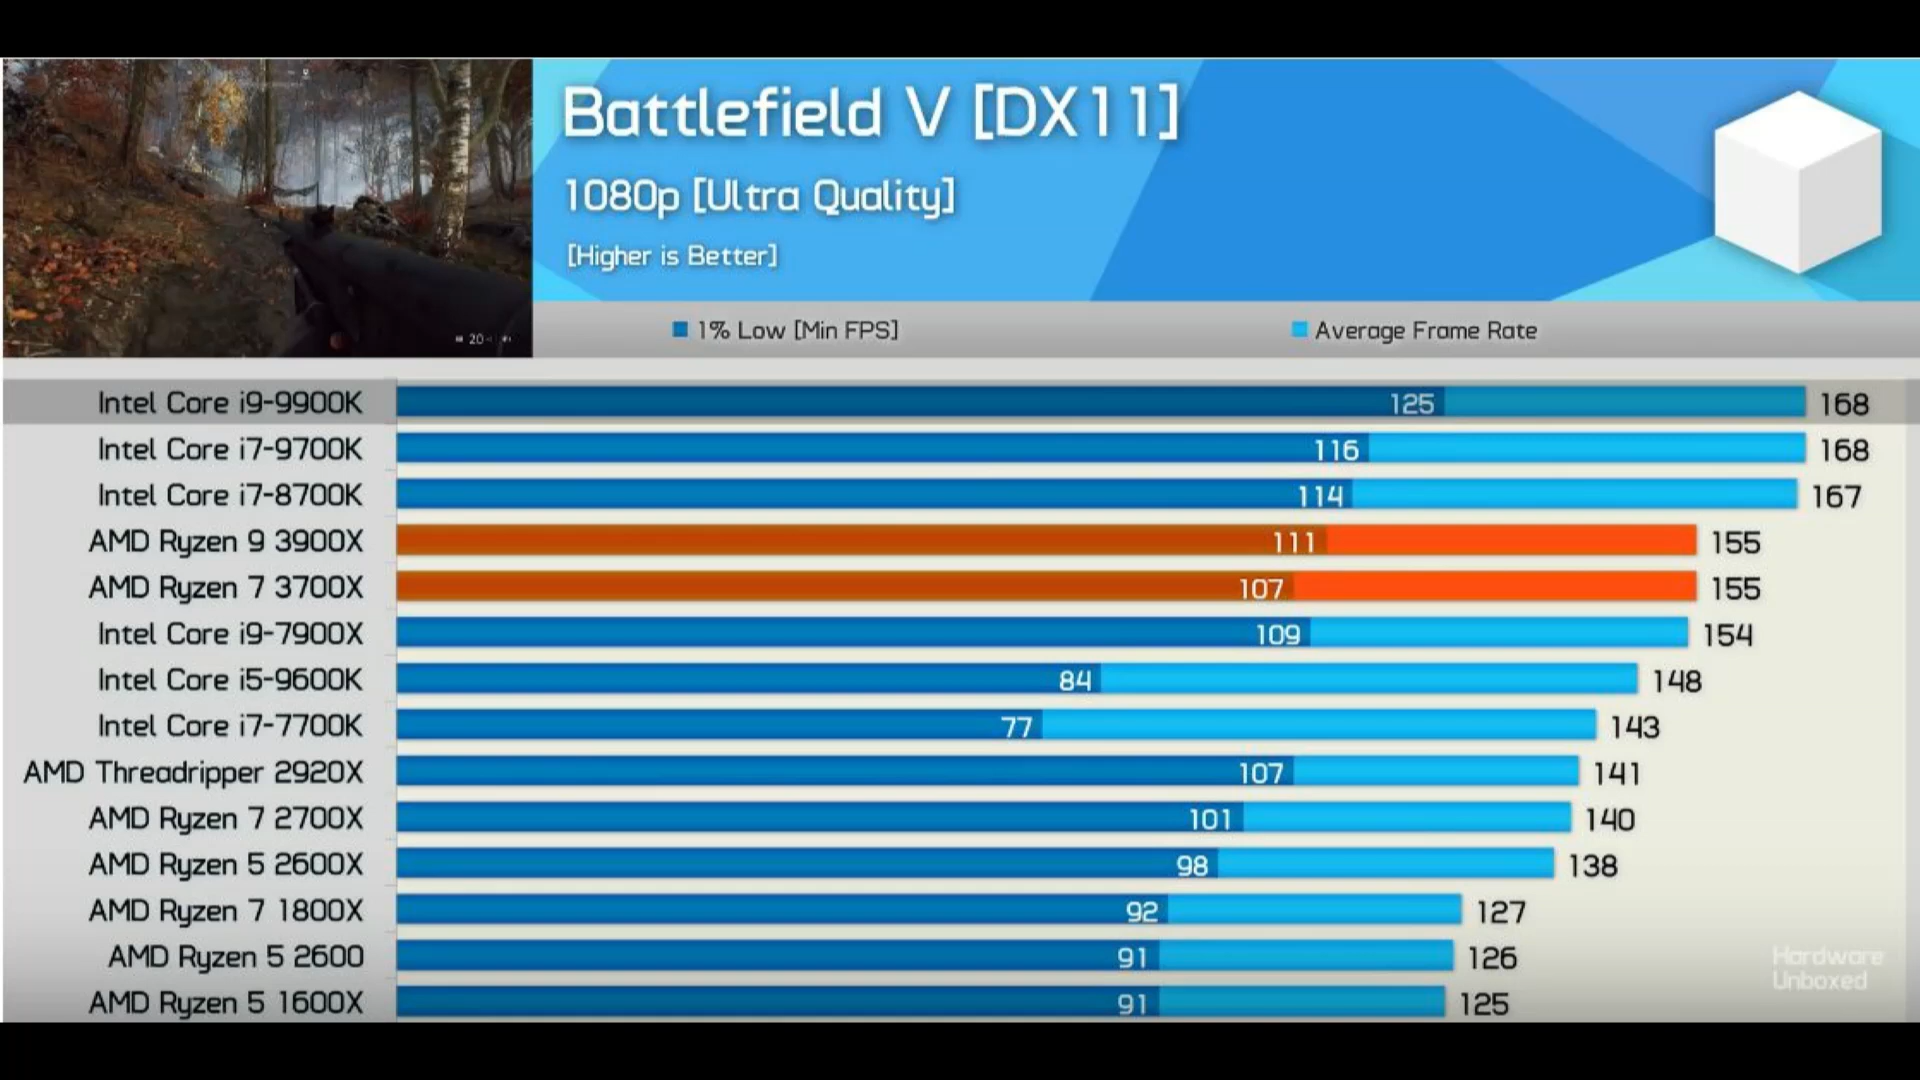 Battlefield V [DX11]
1080p [Ultra Quality]
[Higher is Better]
20
1% Low [Min FPS] Average Frame Rate
Intel Core i9-9900K 125 168
Intel Core i7-9700K 116 168
Intel Core i7-8700K 114 167
AMD Ryzen 9 3900X 111 155
AMD Ryzen 7 3700X 107 155
Intel Core i9-7900X 109 154
Intel Core i5-9600K 84 148
Intel Core i7-7700K 77 143
AMD Threadripper 2920X 107 141
AMD Ryzen 7 2700X 101 140
AMD Ryzen 5 2600X 98 138
AMD Ryzen 7 1800X 92 127
AMD Ryzen 5 2600 91 126
AMD Ryzen 5 1600X 91 125
Hardware
Unboxed